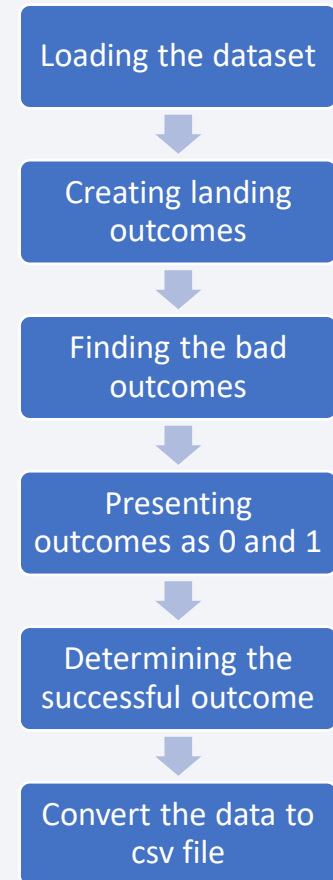 Loading the dataset
Creating landing
outcomes
Finding the bad
outcomes
Presenting
outcomes as 0 and 1
Determining the
successful outcome
Convert the data to
csv file